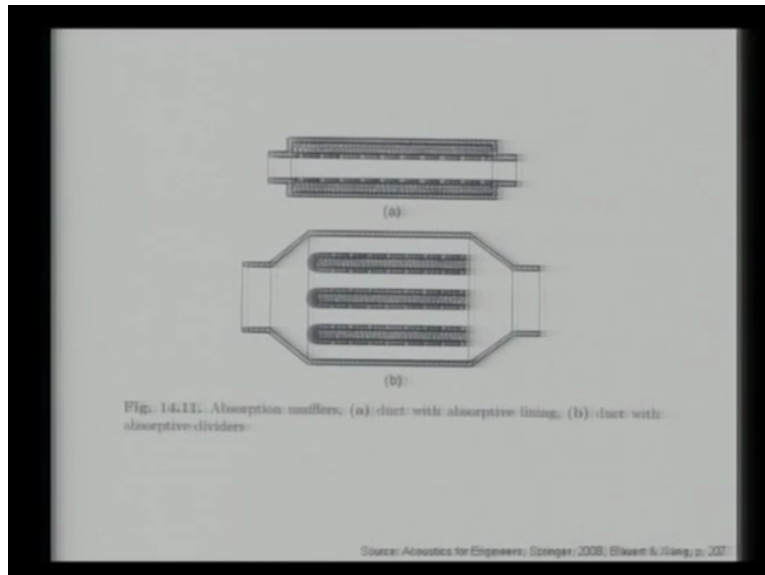 (a)
(b)
Fig. 14.11. Absorption mufflers, (a) duct with absorptive lining, (b) duct with
absorptive dividers
Source: Acoustics for Engineers, Springer, 2008, Blauert & Xiang, p. 207